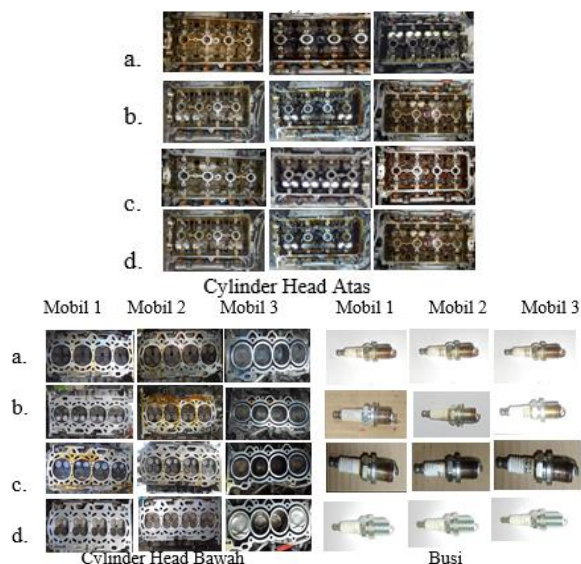 a.
b.
c.
d.
Cylinder Head Atas
Mobil 1 Mobil 2 Mobil 3 Mobil 1 Mobil 2 Mobil 3
a.
b.
c.
d.
Cylinder Head Bawah Busi